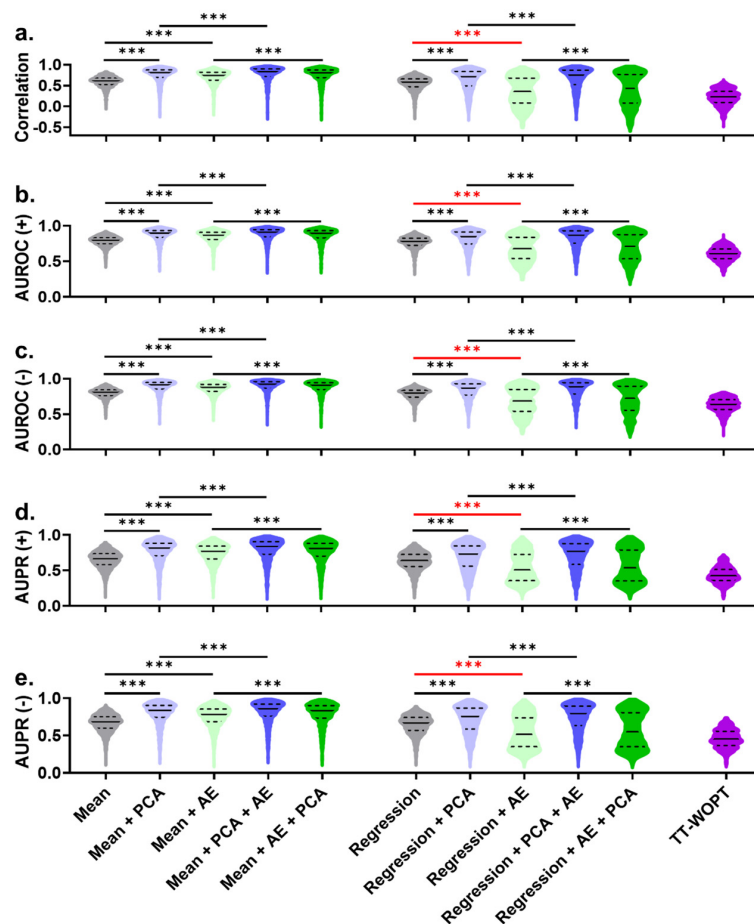 a.
*** ***
*** ***
*** *** *** ***
Correlation
1.0
0.5
0.0
-0.5
b.
*** ***
*** ***
*** *** *** ***
AUROC (+)
1.0
0.5
0.0
c.
*** ***
*** ***
*** *** *** ***
AUROC (-)
1.0
0.5
0.0
d.
*** ***
*** ***
*** *** *** ***
AUPR (+)
1.0
0.5
0.0
e.
*** ***
*** ***
*** *** *** ***
AUPR (-)
1.0
0.5
0.0
Mean
Mean + PCA
Mean + AE
Mean + PCA + AE
Mean + AE + PCA
Regression
Regression + PCA
Regression + AE
Regression + PCA + AE
Regression + AE + PCA
TT-WOPT